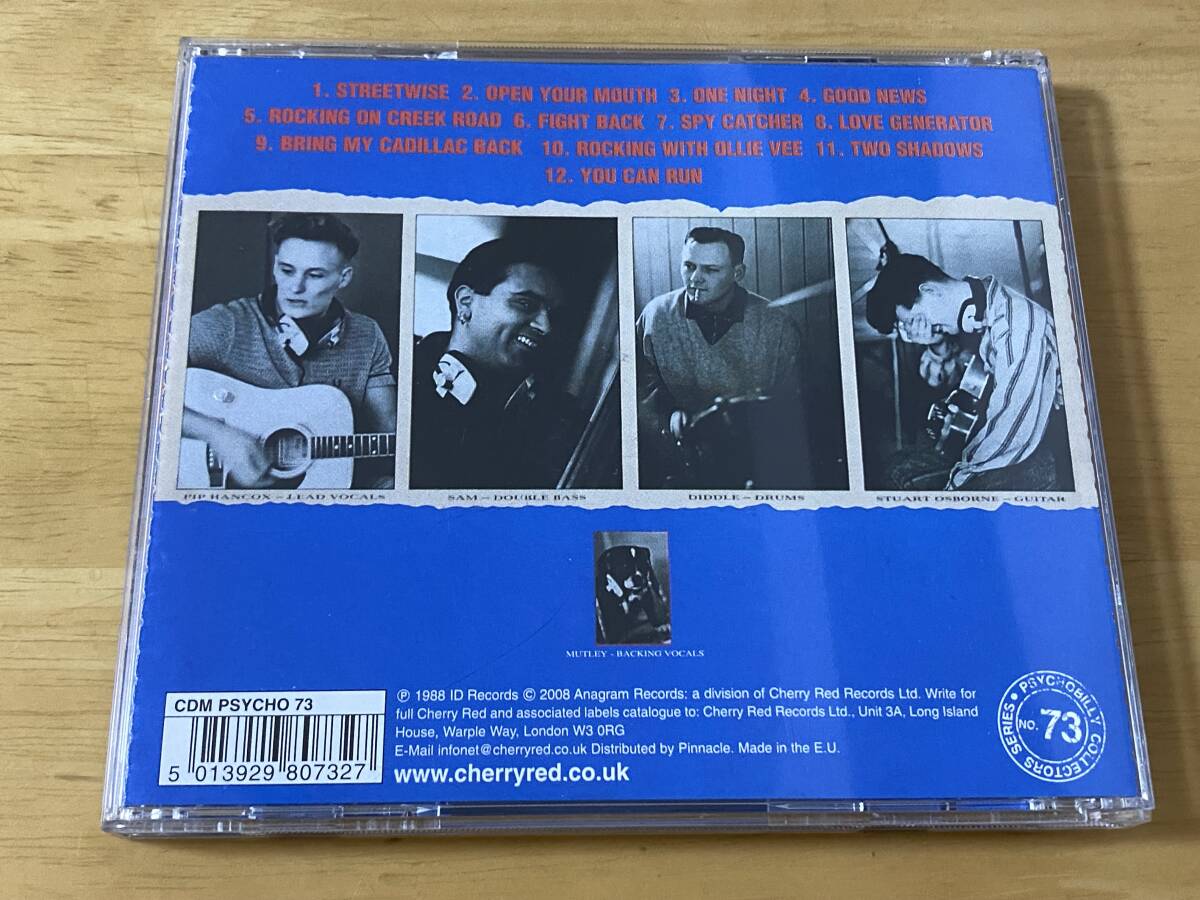 1. STREETWISE 2. OPEN YOUR MOUTH 3. ONE NIGHT 4. GOOD NEWS
5. ROCKING ON CREEK ROAD 6. FIGHT BACK 7. SPY CATCHER 8. LOVE GENERATOR
9. BRING MY CADILLAC BACK 10. ROCKING WITH OLLIE VEE 11. TWO SHADOWS
12. YOU CAN RUN
PIP HANCOX – LEAD VOCALS
SAM – DOUBLE BASS
DIDDLE – DRUMS
STUART OSBORNE – GUITAR
MUTLEY - BACKING VOCALS
CDM PSYCHO 73
5 013929 807327
℗ 1988 ID Records © 2008 Anagram Records: a division of Cherry Red Records Ltd. Write for
full Cherry Red and associated labels catalogue to: Cherry Red Records Ltd., Unit 3A, Long Island
House, Warple Way, London W3 0RG
E-Mail infonet@cherryred.co.uk Distributed by Pinnacle. Made in the E.U.
www.cherryred.co.uk
PSYCHOBILLY COLLECTORS SERIES
NO. 73